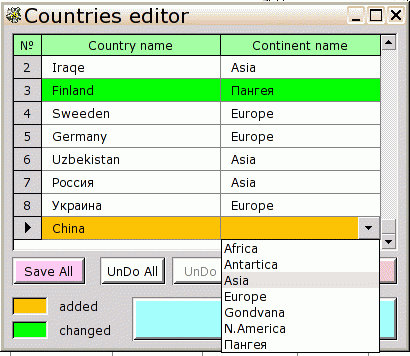 Countries editor
№ Country name Continent name
2 Iraqe Asia
3 Finland Пангея
4 Sweeden Europe
5 Germany Europe
6 Uzbekistan Asia
7 Россия Asia
8 Украина Europe
China
Africa
Antartica
Asia
Europe
Gondvana
N.America
Пангея
Save All UnDo All UnDo
added
changed